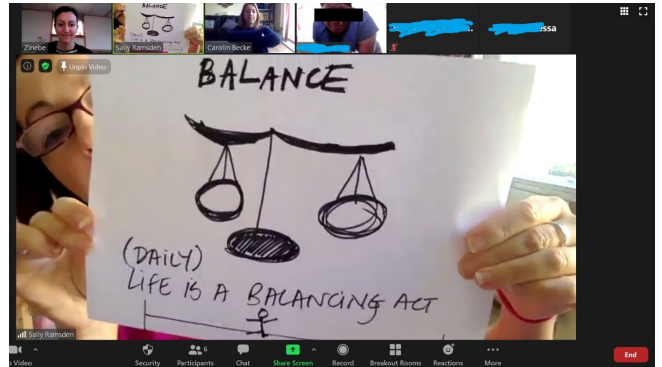 BALANCE
Zinebe
Sally Ramsden
Carolin Becke
essa
Unpin Video
BALANCE
(DAILY)
LIFE IS A BALANCING ACT
Sally Ramsden
Video
Security
Participants
6
Chat
Share Screen
Record
Breakout Rooms
Reactions
More
End